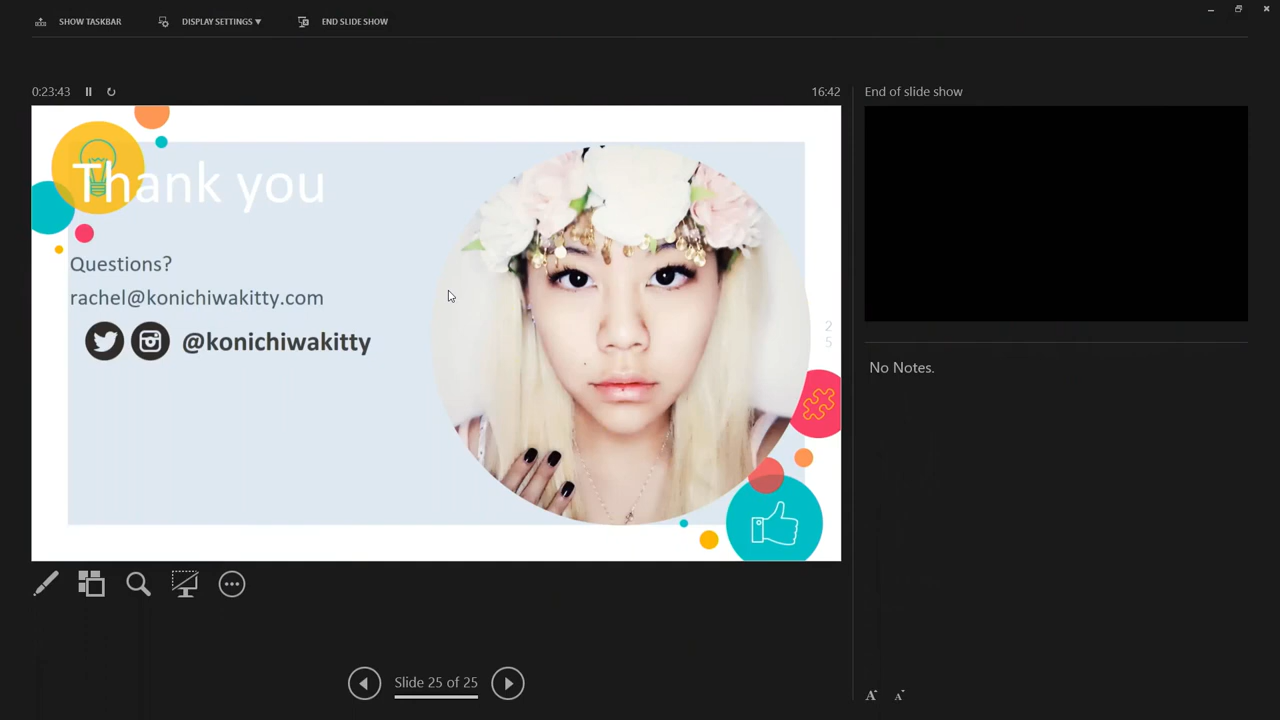 SHOW TASKBAR
DISPLAY SETTINGS ▼
END SLIDE SHOW
0:23:43
16:42
End of slide show
Thank you
Questions?
rachel@konichiwakitty.com
@konichiwakitty
25
No Notes.
Slide 25 of 25
A A